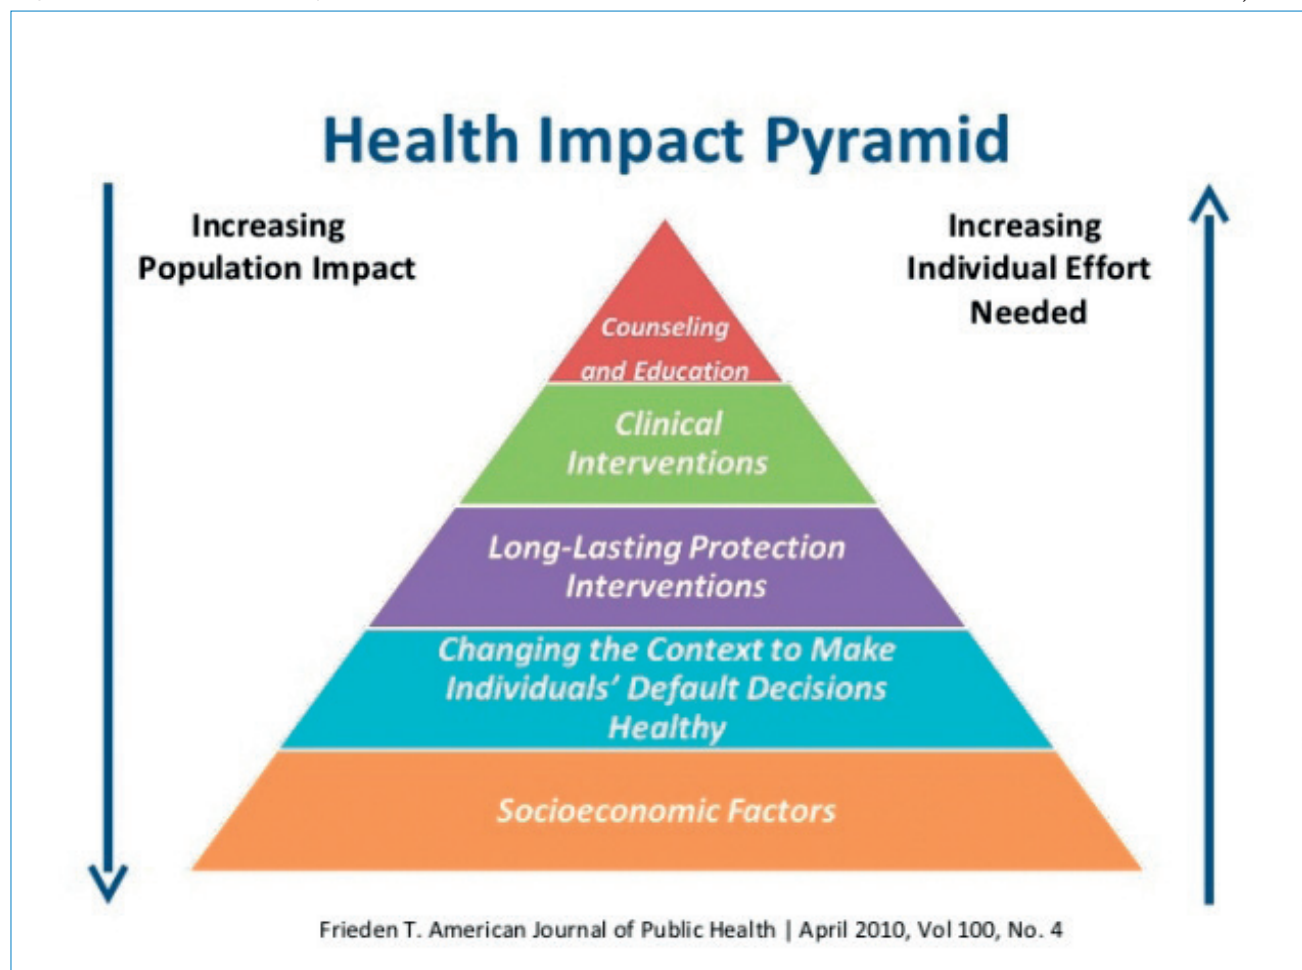 Health Impact Pyramid
Increasing
Population Impact
Increasing
Individual Effort
Needed
Counseling
and Education
Clinical
Interventions
Long-Lasting Protection
Interventions
Changing the Context to Make
Individuals' Default Decisions
Healthy
Socioeconomic Factors
Frieden T. American Journal of Public Health | April 2010, Vol 100, No. 4